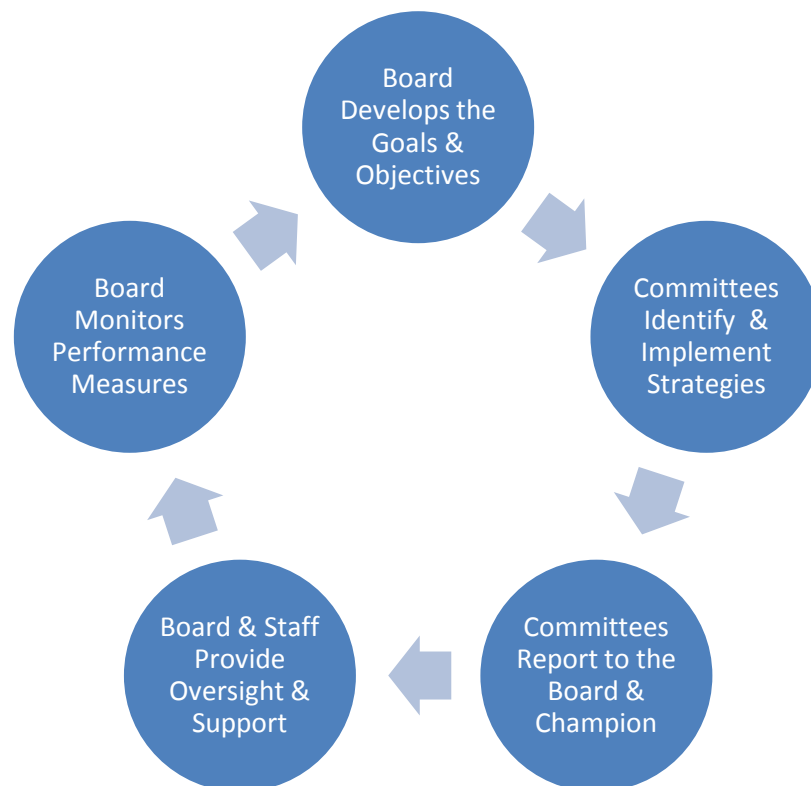 Board
Develops the
Goals &
Objectives
Committees
Identify  &
Implement
Strategies
Committees
Report to the
Board &
Champion
Board & Staff
Provide
Oversight &
Support
Board
Monitors
Performance
Measures